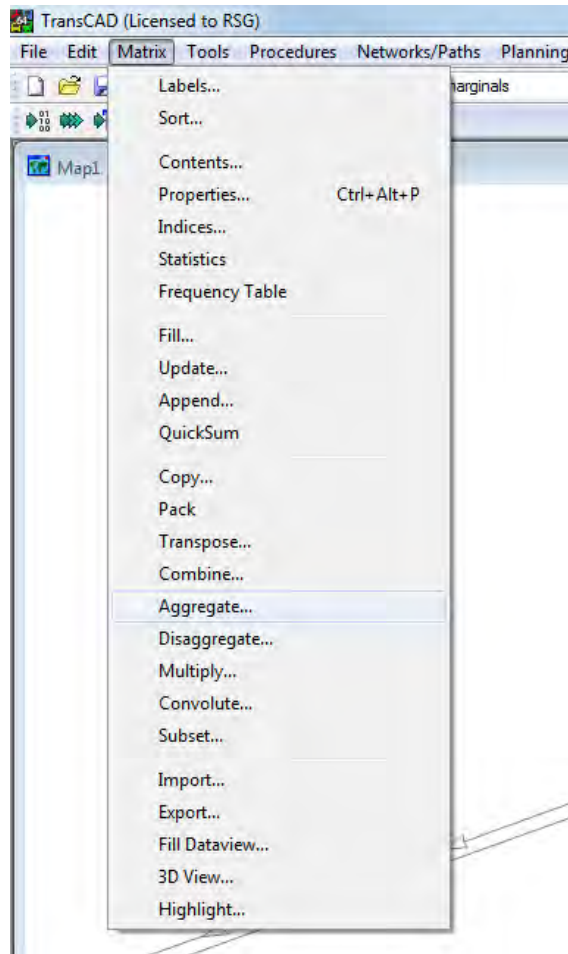 TransCAD (Licensed to RSG)
File Edit Matrix Tools Procedures Networks/Paths Planning
Labels...
Sort...
Map1
Contents...
Properties... Ctrl+Alt+P
Indices...
Statistics
Frequency Table
Fill...
Update...
Append...
QuickSum
Copy...
Pack
Transpose...
Combine...
Aggregate...
Disaggregate...
Multiply...
Convolute...
Subset...
Import...
Export...
Fill Dataview...
3D View...
Highlight...